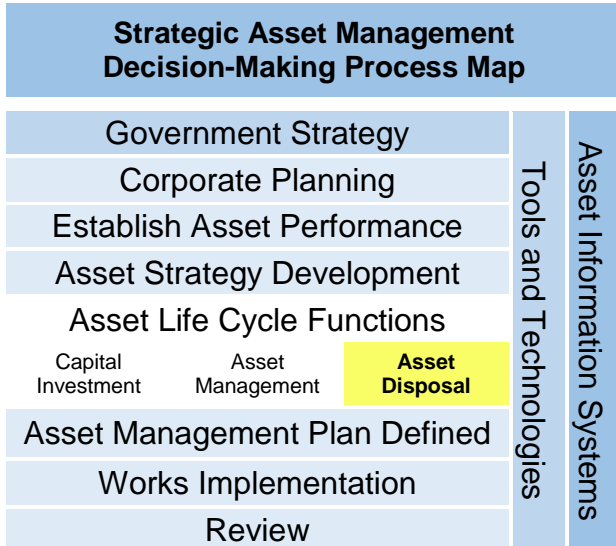 Strategic Asset Management
Decision-Making Process Map
Government Strategy
Corporate Planning
Establish Asset Performance
Asset Strategy Development
Asset Life Cycle Functions
Capital
Investment
Asset
Management
Asset
Disposal
Asset Management Plan Defined
Works Implementation
Review
Tools and Technologies
Asset Information Systems